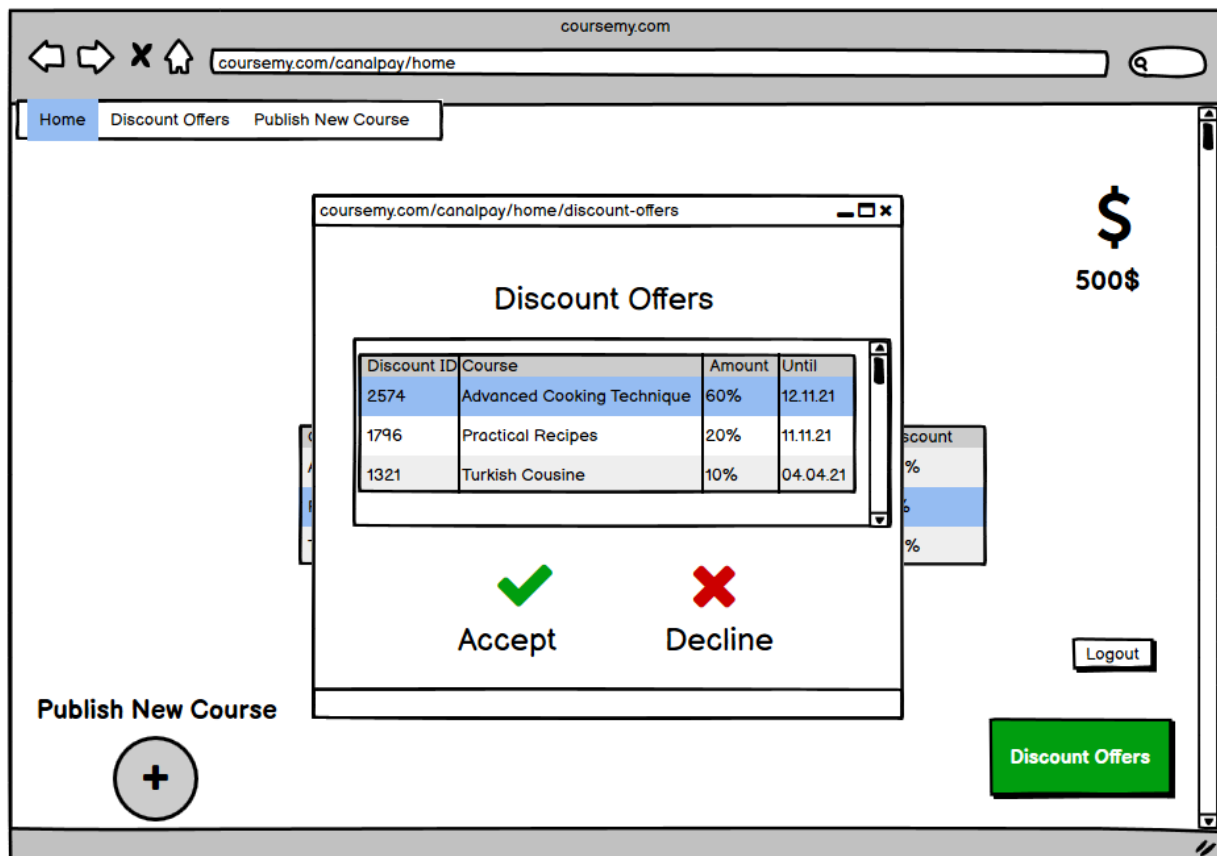 coursemy.com
coursemy.com/canalpay/home
Home Discount Offers Publish New Course
coursemy.com/canalpay/home/discount-offers
$
500$
Discount Offers
Discount ID Course Amount Until
2574 Advanced Cooking Technique 60% 12.11.21
1796 Practical Recipes 20% 11.11.21
1321 Turkish Cousine 10% 04.04.21
scount
%
%
%
Accept Decline
Logout
Publish New Course
+
Discount Offers